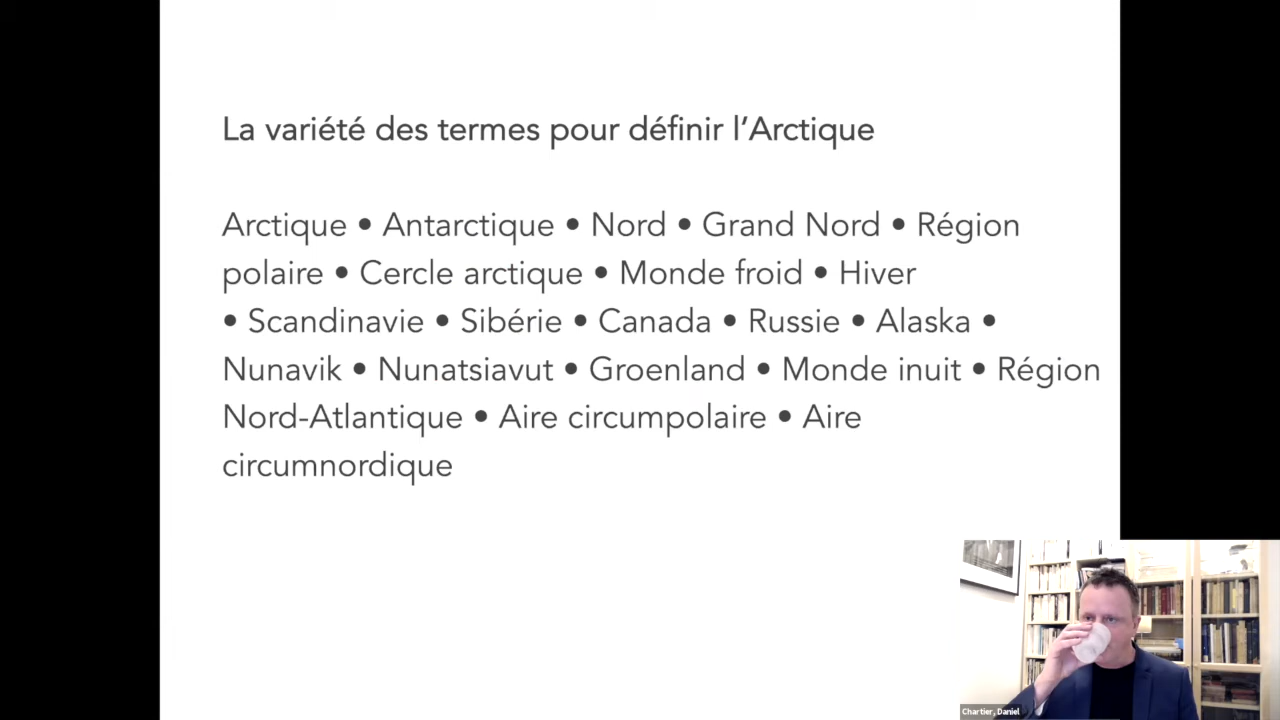 La variété des termes pour définir l’Arctique
Arctique • Antarctique • Nord • Grand Nord • Région
polaire • Cercle arctique • Monde froid • Hiver
• Scandinavie • Sibérie • Canada • Russie • Alaska •
Nunavik • Nunatsiavut • Groenland • Monde inuit • Région
Nord-Atlantique • Aire circumpolaire • Aire
circumnordique
Chartier, Daniel